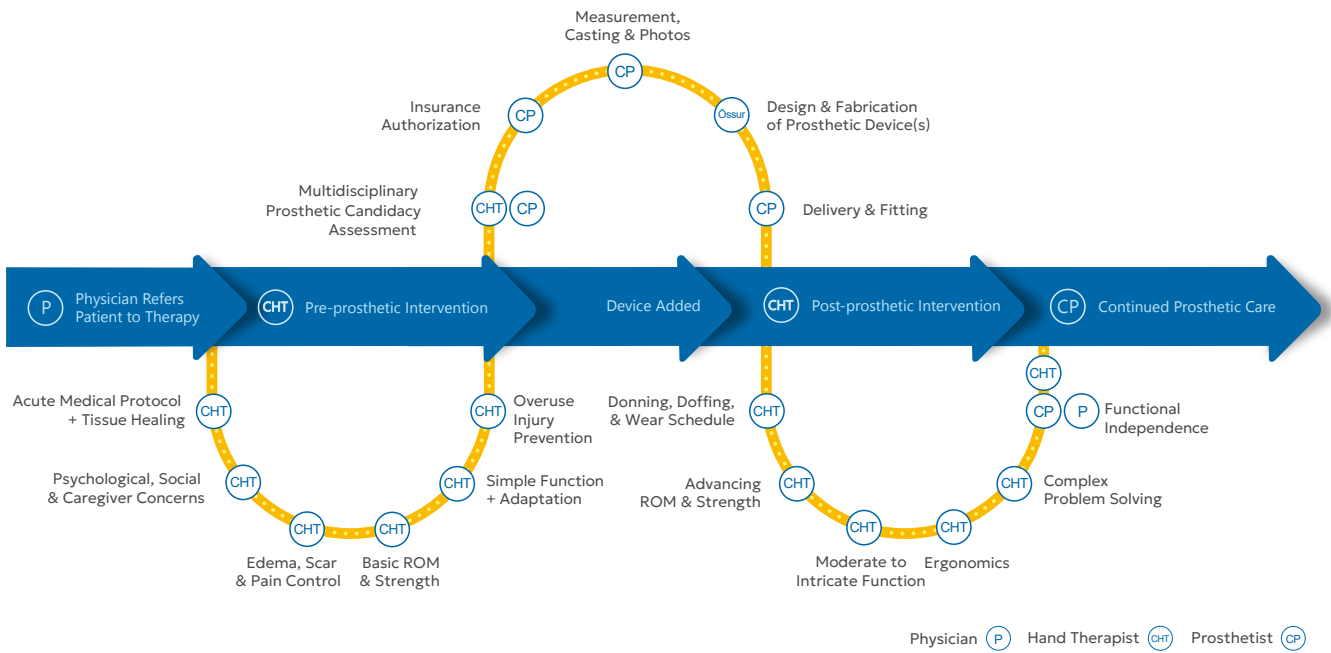 Measurement,
Casting & Photos
CP
Insurance
Authorization
CP
Össur
Design & Fabrication
of Prosthetic Device(s)
Multidisciplinary
Prosthetic Candidacy
Assessment
CHT
CP
CP
Delivery & Fitting
P
Physician Refers
Patient to Therapy
CHT
Pre-prosthetic Intervention
Device Added
CHT
Post-prosthetic Intervention
CP
Continued Prosthetic Care
Acute Medical Protocol
+ Tissue Healing
CHT
Psychological, Social
& Caregiver Concerns
CHT
CHT
Edema, Scar
& Pain Control
CHT
Basic ROM
& Strength
CHT
Simple Function
+ Adaptation
CHT
Overuse
Injury
Prevention
Donning, Doffing,
& Wear Schedule
CHT
Advancing
ROM & Strength
CHT
CHT
Moderate to
Intricate Function
CHT
Ergonomics
CHT
Complex
Problem Solving
CHT
CP
P
Functional
Independence
Physician P
Hand Therapist CHT
Prosthetist CP